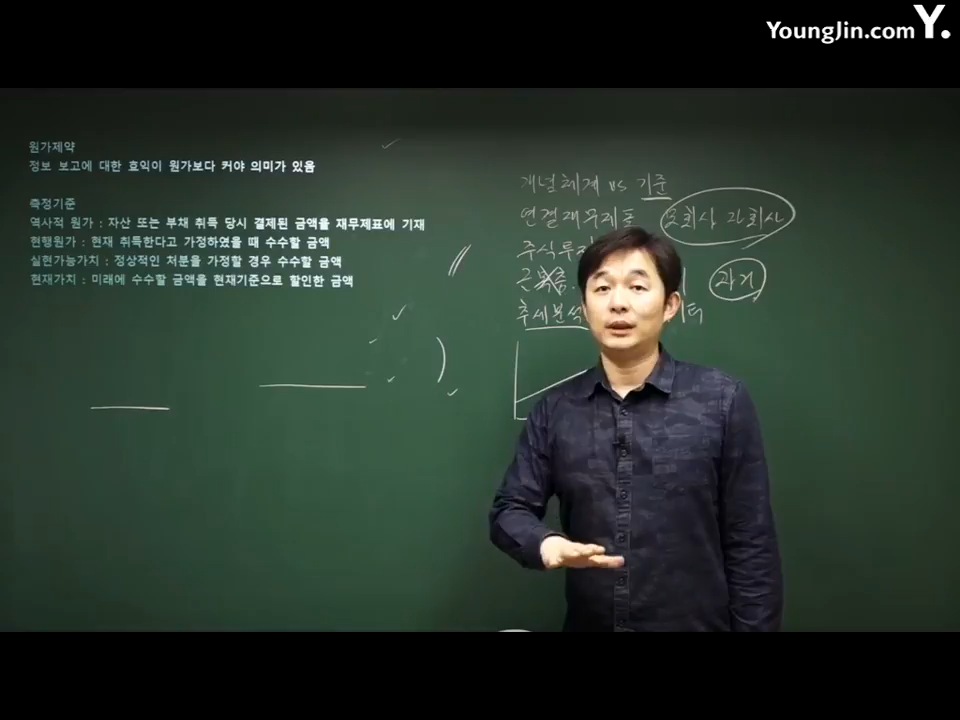 YoungJin.com Y.
원가제약
정보 보고에 대한 효익이 원가보다 커야 의미가 있음
측정기준
역사적 원가 : 자산 또는 부채 취득 당시 결제된 금액을 재무제표에 기재
현행원가 : 현재 취득한다고 가정하였을 때 수수할 금액
실현가능가치 : 정상적인 처분을 가정할 경우 수수할 금액
현재가치 : 미래에 수수할 금액을 현재기준으로 할인한 금액
개념체계 vs 기준
연결재무제표 모회사 자회사
주식투자
과거
추세분석